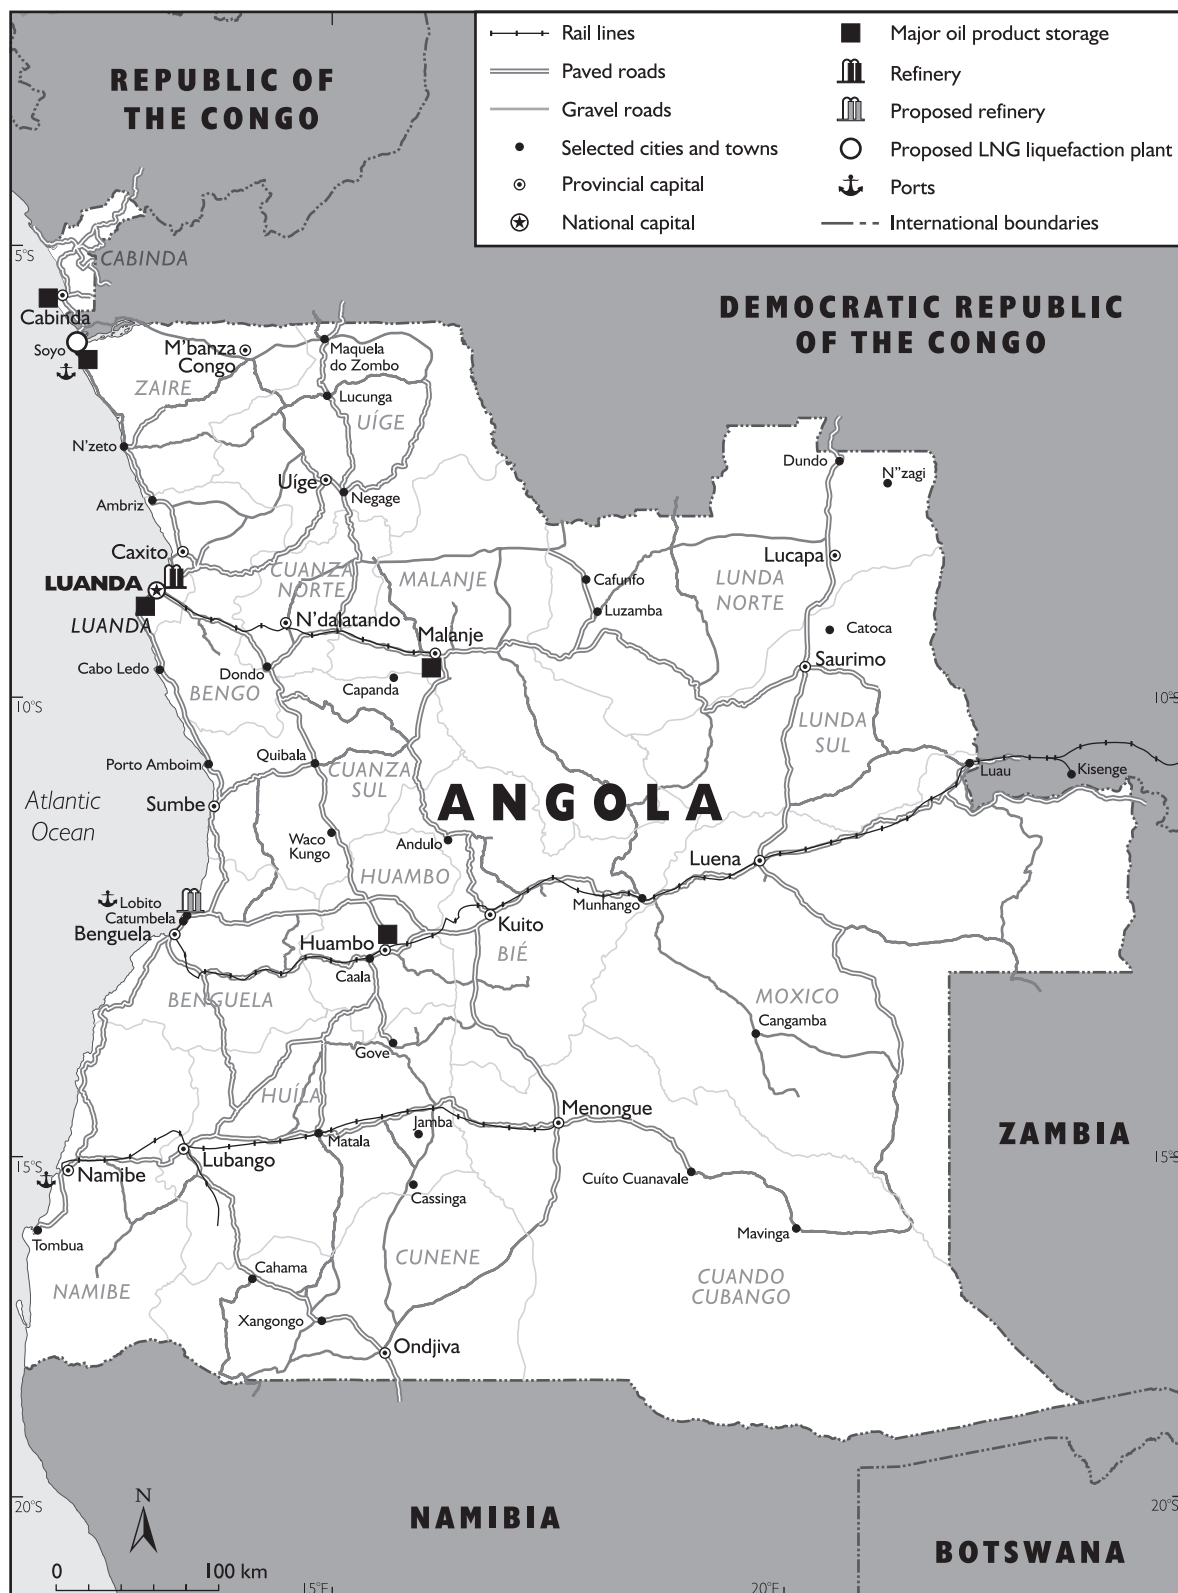 Rail lines
Paved roads
Gravel roads
Selected cities and towns
Provincial capital
National capital
Major oil product storage
Refinery
Proposed refinery
Proposed LNG liquefaction plant
Ports
International boundaries
REPUBLIC OF
THE CONGO
5°S
CABINDA
Cabinda
DEMOCRATIC REPUBLIC
OF THE CONGO
Soyo
M'banza
Congo
Maquela
do Zombo
ZAIRE
Lucunga
UÍGE
N'zeto
Dundo
N"zagi
Uíge
Negage
Ambriz
Caxito
Lucapa
LUANDA
CUANZA
NORTE
MALANJE
Cafunfo
LUNDA
NORTE
Luzamba
LUANDA
N'dalatando
Malanje
Catoca
Cabo Ledo
Dondo
Saurimo
BENGO
Capanda
10°S
10°S
LUNDA
SUL
Porto Amboim
Quibala
CUANZA
SUL
Luau
Kisenge
Atlantic
Ocean
Sumbe
ANGOLA
Waco
Kungo
Andulo
Luena
HUAMBO
Lobito
Catumbela
Munhango
Benguela
Kuito
Huambo
BIÉ
Caala
BENGUELA
MOXICO
Cangamba
Gove
HUÍLA
Menongue
Jamba
Matala
ZAMBIA
15°S
15°S
Lubango
Namibe
Cuíto Cuanavale
Cassinga
Mavinga
Tombua
CUNENE
Cahama
NAMIBE
CUANDO
CUBANGO
Xangongo
Ondjiva
N
20°S
20°S
NAMIBIA
BOTSWANA
0 100 km
15°E
20°E